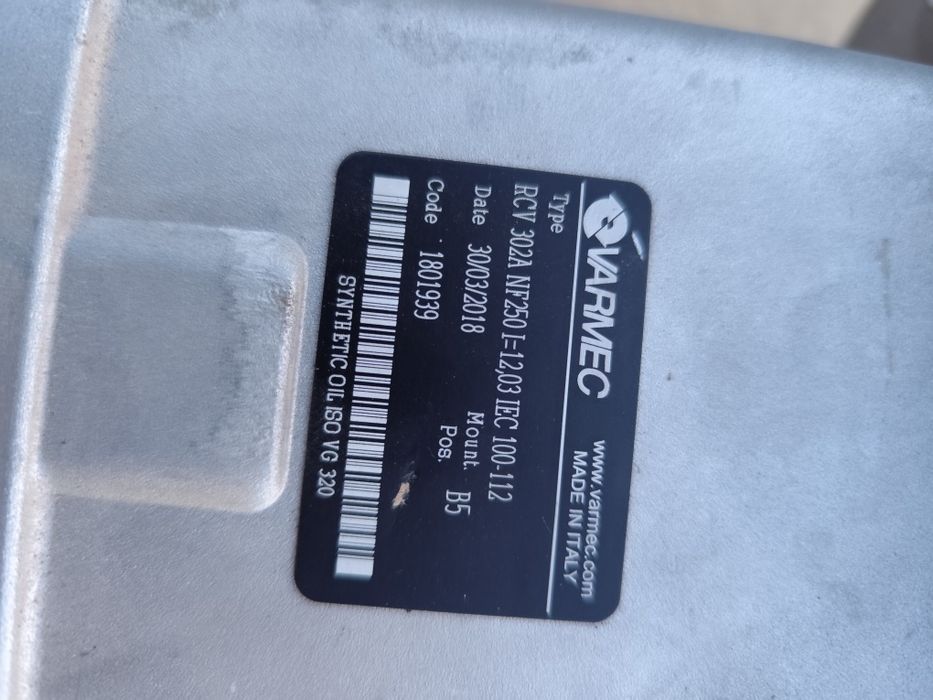 VARMEC www.varmec.com
MADE IN ITALY
Type
RCV 302A NF250 I=12,03 IEC 100-112
Date 30/03/2018 Mount. Pos. B5
Code 1801939
SYNTHETIC OIL ISO VG 320